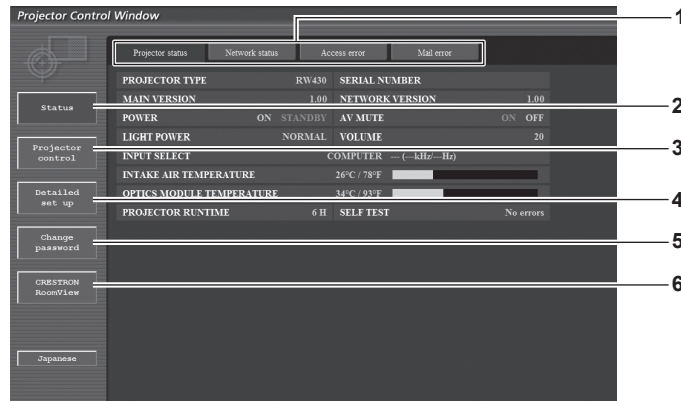 Projector Control Window
1
Projector status Network status Access error Mail error
PROJECTOR TYPE RW430 SERIAL NUMBER
MAIN VERSION 1.00 NETWORK VERSION 1.00
POWER ON STANDBY AV MUTE ON OFF
LIGHT POWER NORMAL VOLUME 20
INPUT SELECT COMPUTER --- (---kHz/---Hz)
INTAKE AIR TEMPERATURE 26°C / 78°F
OPTICS MODULE TEMPERATURE 34°C / 93°F
PROJECTOR RUNTIME 6 H SELF TEST No errors
Status
2
Projector
control
3
Detailed
set up
4
Change
password
5
CRESTRON
RoomView
6
Japanese